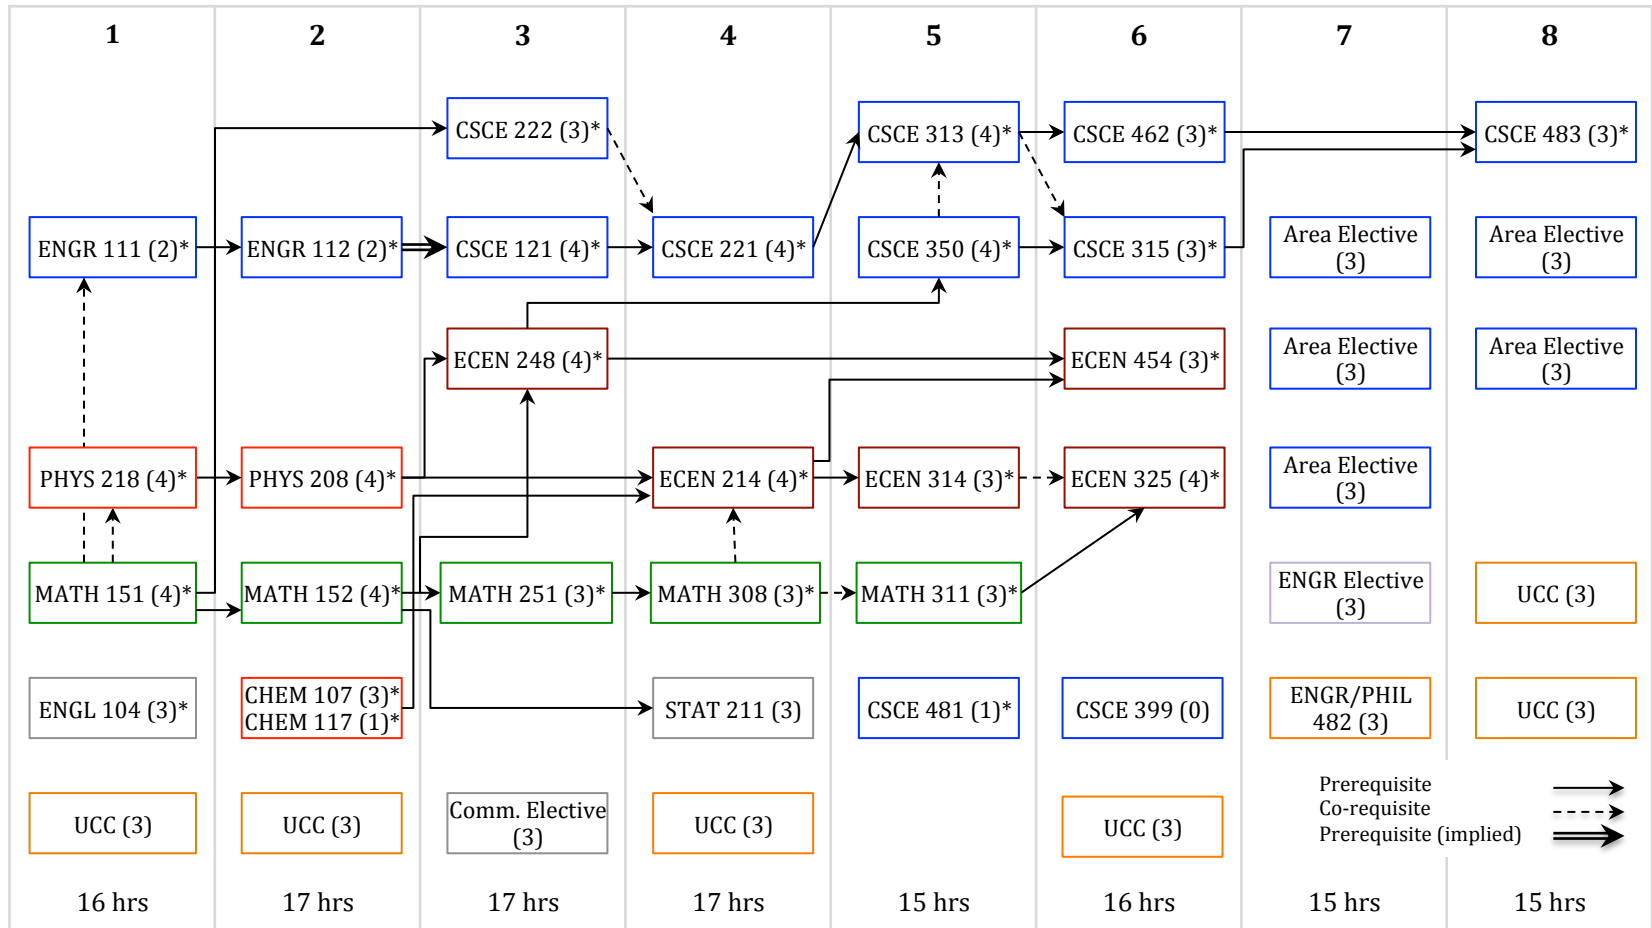 1
2
3
4
5
6
7
8
CSCE 222 (3)*
CSCE 313 (4)*
CSCE 462 (3)*
CSCE 483 (3)*
ENGR 111 (2)*
ENGR 112 (2)*
CSCE 121 (4)*
CSCE 221 (4)*
CSCE 350 (4)*
CSCE 315 (3)*
Area Elective
(3)
Area Elective
(3)
ECEN 248 (4)*
ECEN 454 (3)*
Area Elective
(3)
Area Elective
(3)
PHYS 218 (4)*
PHYS 208 (4)*
ECEN 214 (4)*
ECEN 314 (3)*
ECEN 325 (4)*
Area Elective
(3)
MATH 151 (4)*
MATH 152 (4)*
MATH 251 (3)*
MATH 308 (3)*
MATH 311 (3)*
ENGR Elective
(3)
UCC (3)
ENGL 104 (3)*
CHEM 107 (3)*
CHEM 117 (1)*
STAT 211 (3)
CSCE 481 (1)*
CSCE 399 (0)
ENGR/PHIL
482 (3)
UCC (3)
UCC (3)
UCC (3)
Comm. Elective
(3)
UCC (3)
UCC (3)
Prerequisite
Co-requisite
Prerequisite (implied)
16 hrs
17 hrs
17 hrs
17 hrs
15 hrs
16 hrs
15 hrs
15 hrs